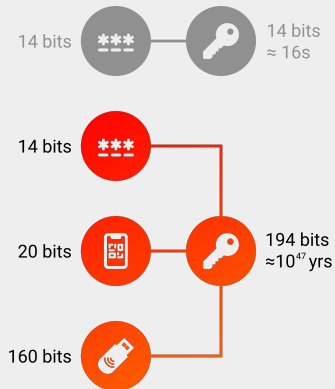 14 bits
14 bits
≈ 16s
14 bits
20 bits
194 bits
≈10⁴⁷ yrs
160 bits